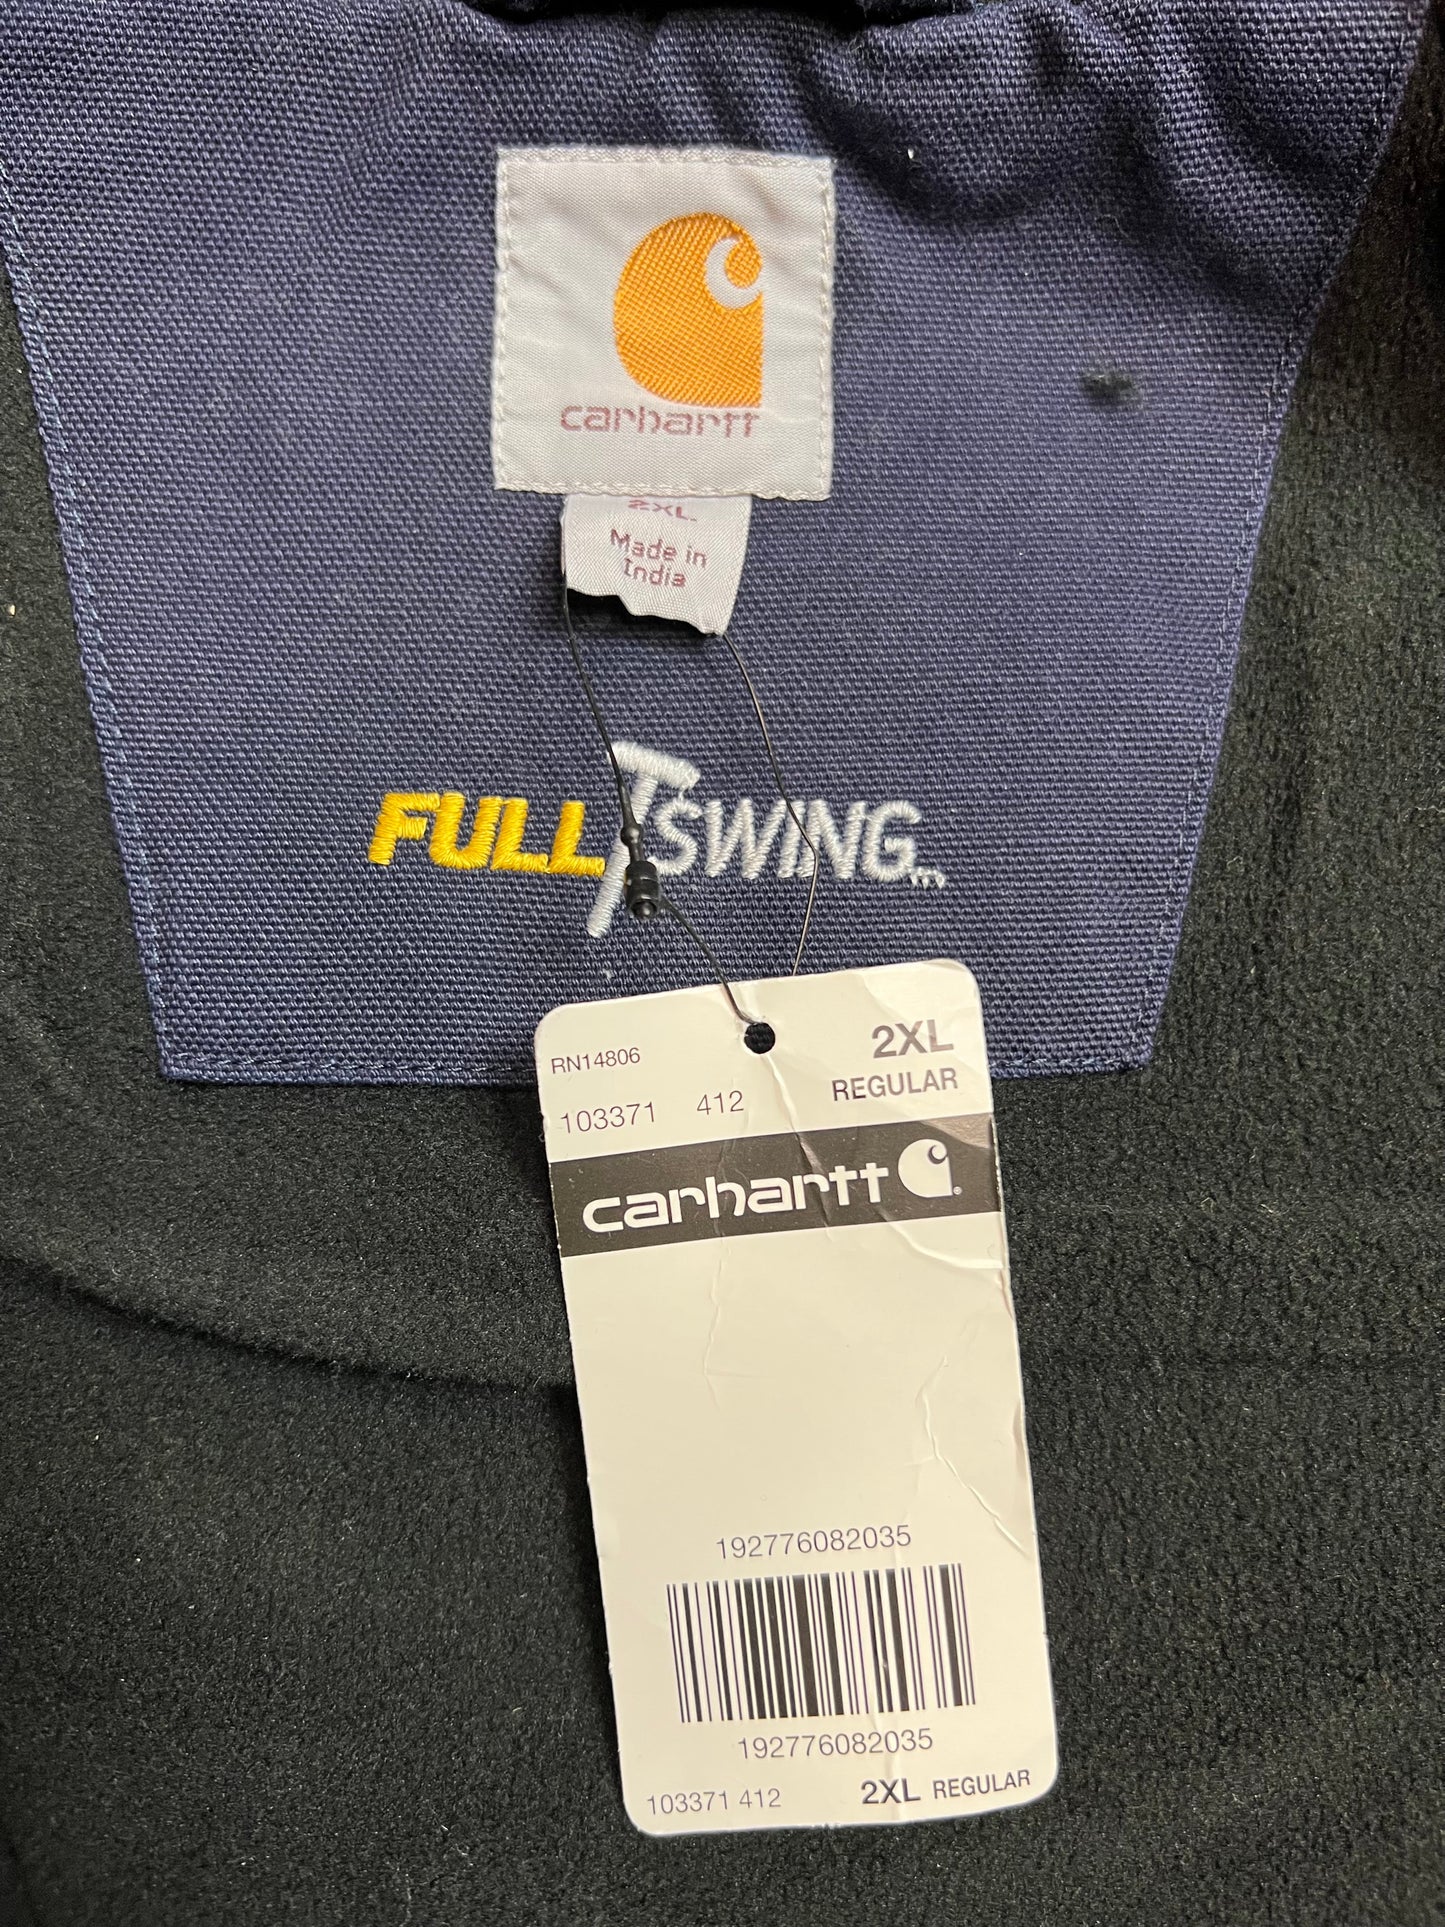 carhartt
2XL
Made in
India
FULL SWING
RN14806
2XL
REGULAR
103371 412
carhartt
192776082035
192776082035
103371 412 2XL REGULAR